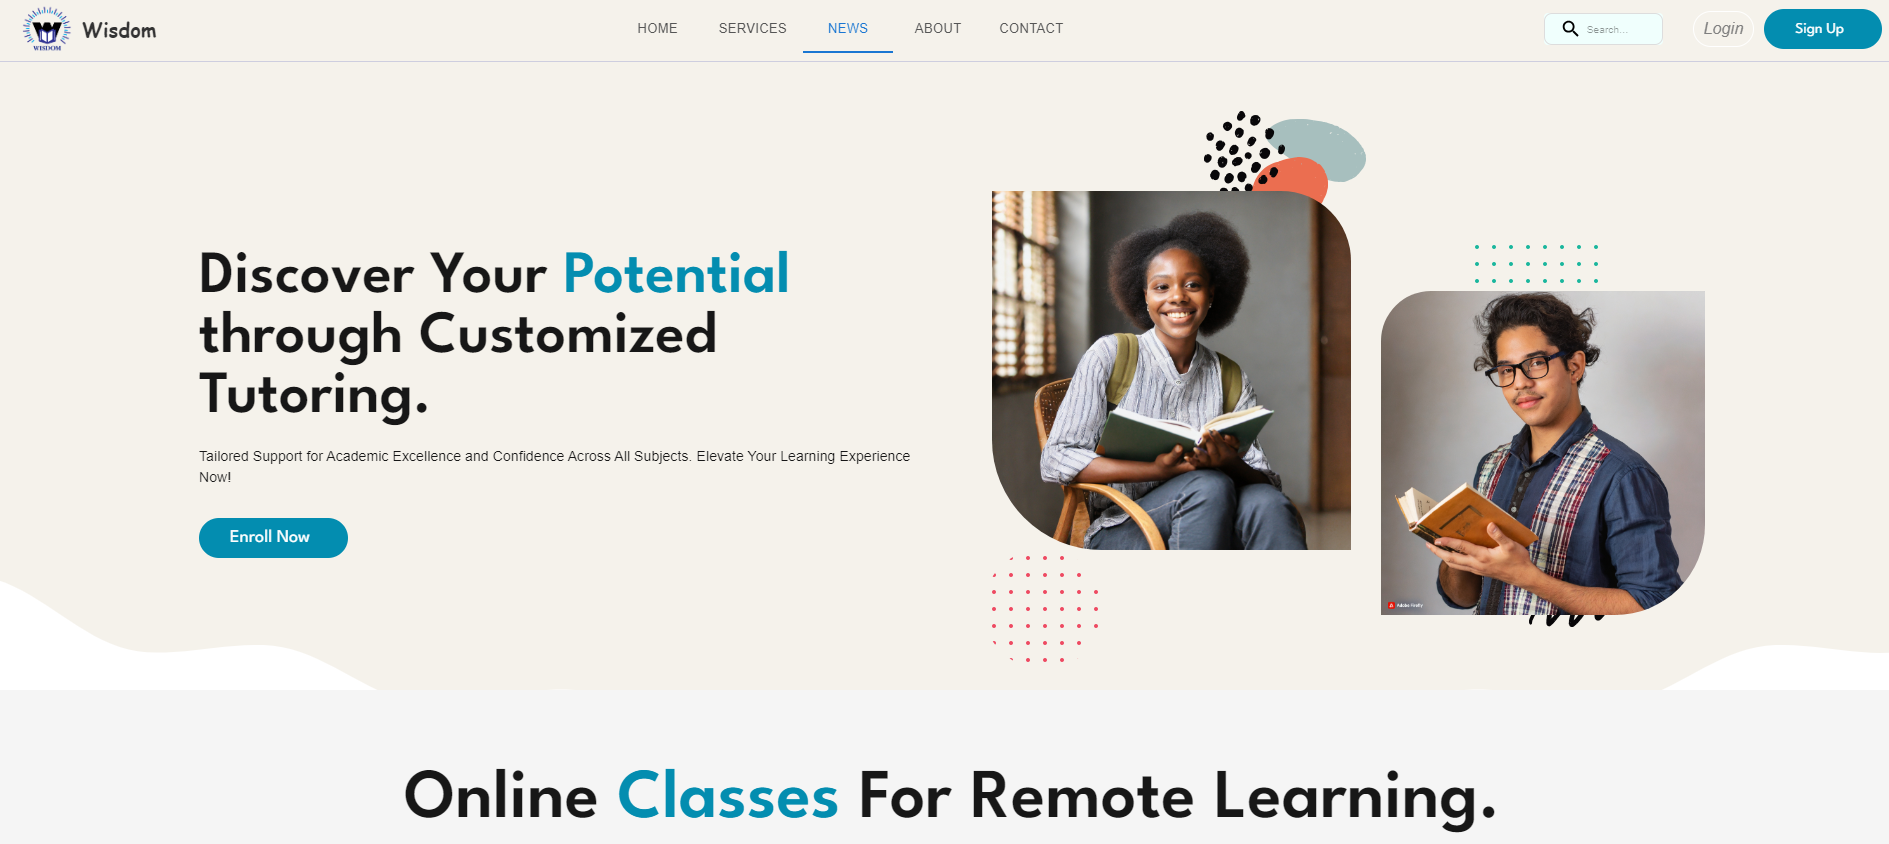 WISDOM
Wisdom
HOME
SERVICES
NEWS
ABOUT
CONTACT
Search...
Login
Sign Up
Discover Your Potential
through Customized
Tutoring.
Tailored Support for Academic Excellence and Confidence Across All Subjects. Elevate Your Learning Experience
Now!
Enroll Now
Adobe Firefly
Online Classes For Remote Learning.